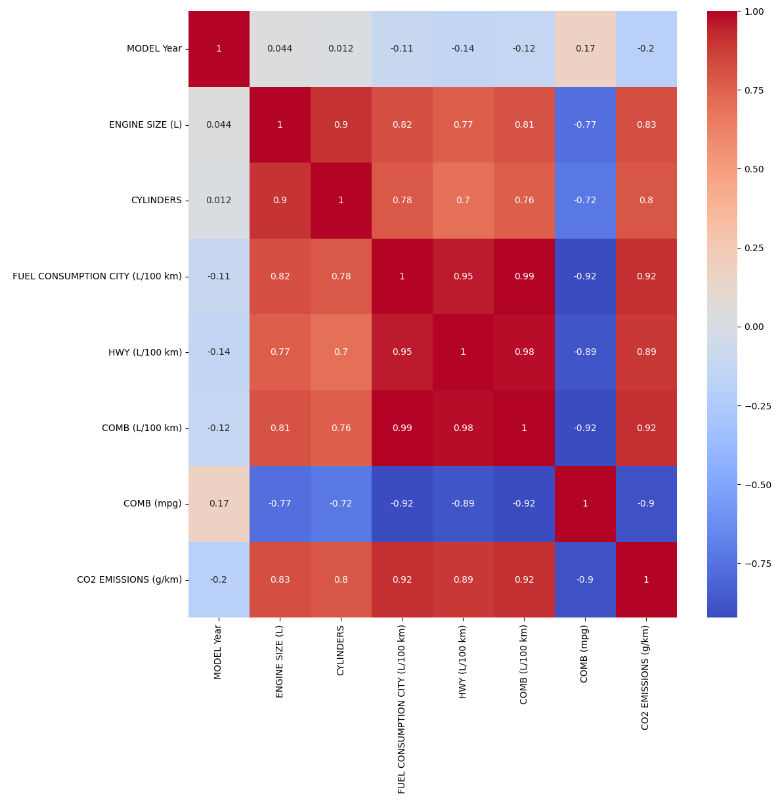 MODEL Year 1 0.044 0.012 -0.11 -0.14 -0.12 0.17 -0.2
ENGINE SIZE (L) 0.044 1 0.9 0.82 0.77 0.81 -0.77 0.83
CYLINDERS 0.012 0.9 1 0.78 0.7 0.76 -0.72 0.8
FUEL CONSUMPTION CITY (L/100 km) -0.11 0.82 0.78 1 0.95 0.99 -0.92 0.92
HWY (L/100 km) -0.14 0.77 0.7 0.95 1 0.98 -0.89 0.89
COMB (L/100 km) -0.12 0.81 0.76 0.99 0.98 1 -0.92 0.92
COMB (mpg) 0.17 -0.77 -0.72 -0.92 -0.89 -0.92 1 -0.9
CO2 EMISSIONS (g/km) -0.2 0.83 0.8 0.92 0.89 0.92 -0.9 1
MODEL Year
ENGINE SIZE (L)
CYLINDERS
FUEL CONSUMPTION CITY (L/100 km)
HWY (L/100 km)
COMB (L/100 km)
COMB (mpg)
CO2 EMISSIONS (g/km)
1.00
0.75
0.50
0.25
0.00
−0.25
−0.50
−0.75